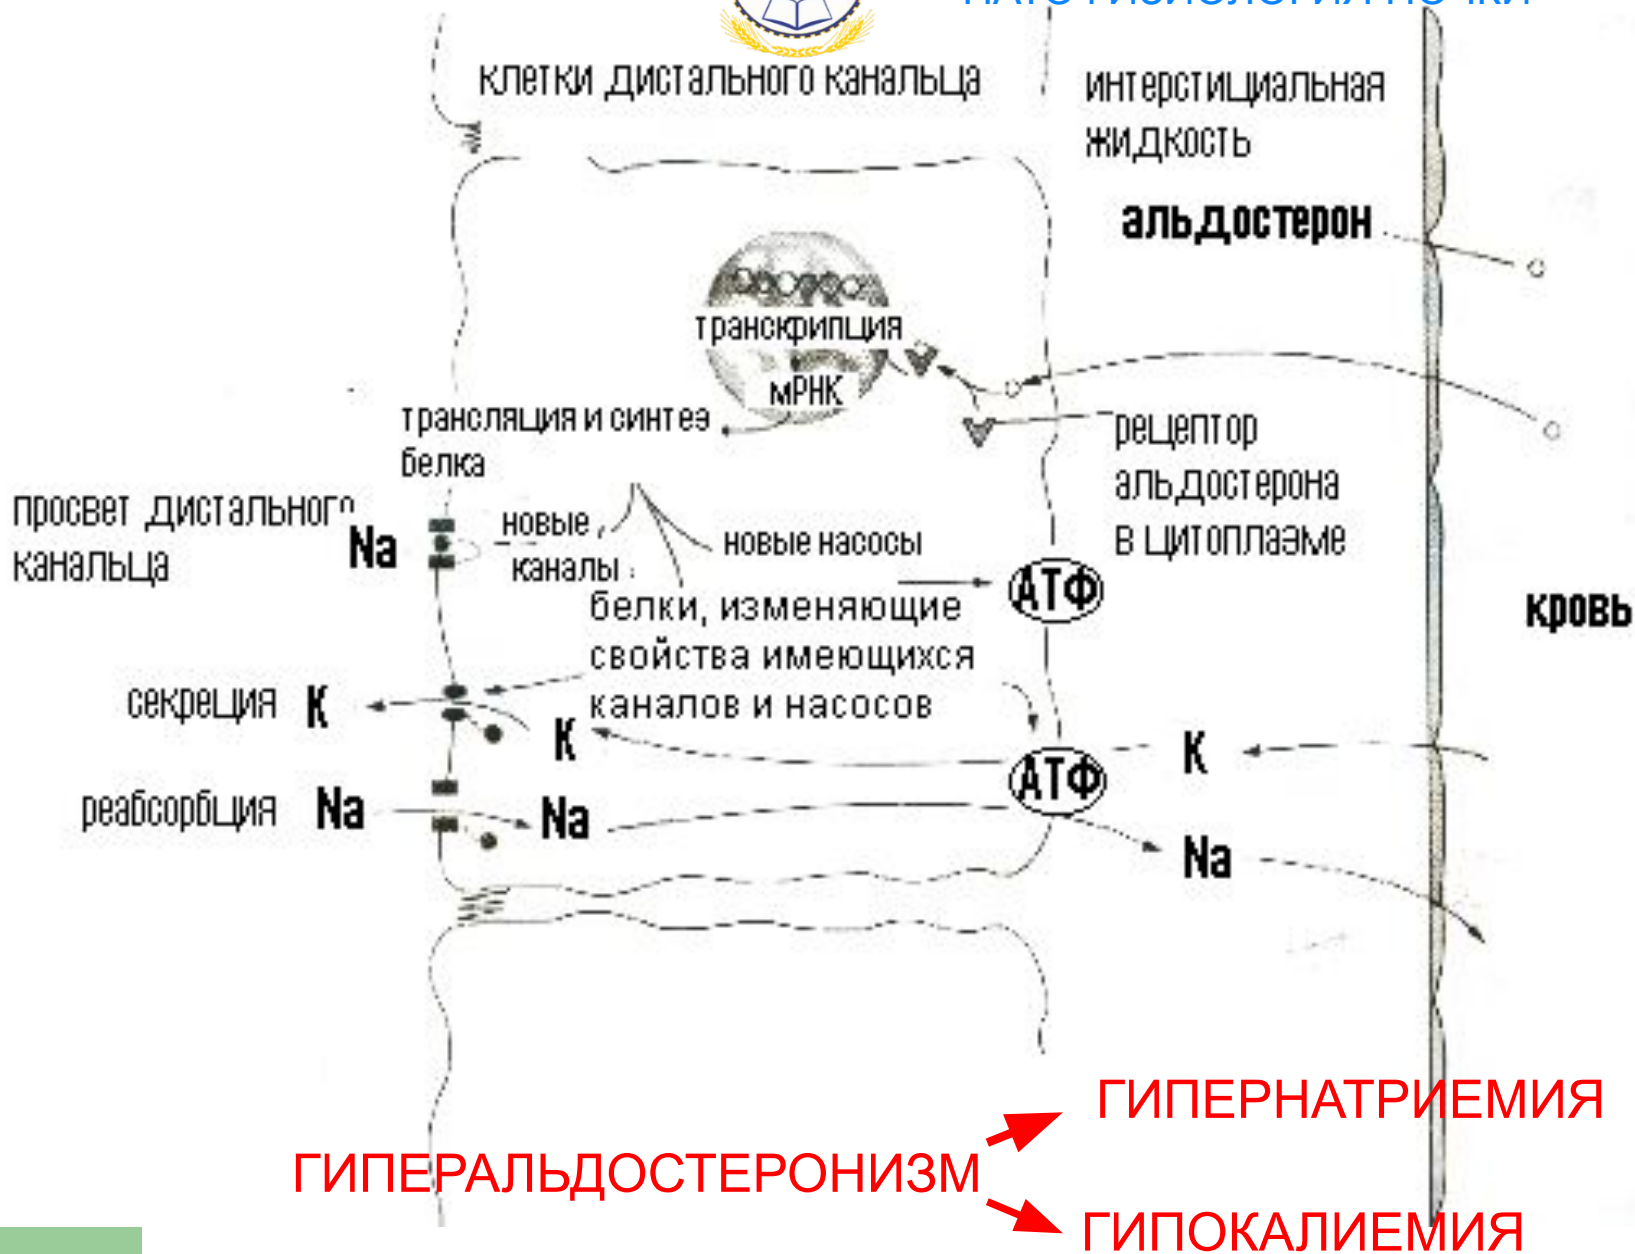 ПАТОФИЗИОЛОГИЯ ПОЧКИ
клетки дистального канальца
интерстициальная
жидкость
альдостерон
транскрипция
мРНК
трансляция и синтез
белка
рецептор
альдостерона
в цитоплазме
просвет дистального
канальца
Na
новые
каналы
новые насосы
АТФ
белки, изменяющие
свойства имеющихся
каналов и насосов
кровь
секреция K
K
K
АТФ
реабсорбция Na
Na
Na
ГИПЕРНАТРИЕМИЯ
ГИПЕРАЛЬДОСТЕРОНИЗМ
ГИПОКАЛИЕМИЯ